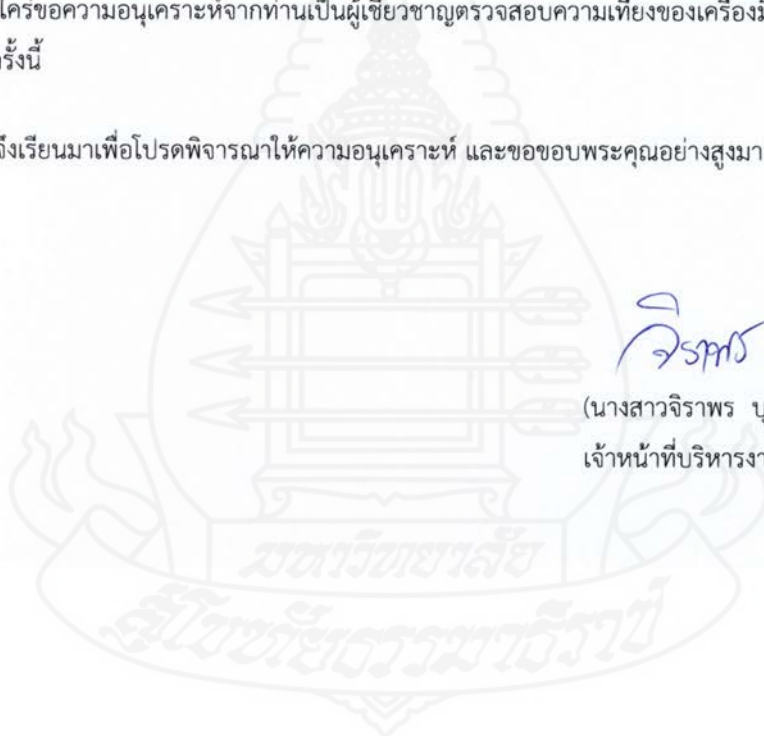 ใคร่ขอความอนุเคราะห์จากท่านเป็นผู้เชี่ยวชาญตรวจสอบความเที่ยงของเครื่องมื
รั้งนี้
จึงเรียนมาเพื่อโปรดพิจารณาให้ความอนุเคราะห์ และขอขอบพระคุณอย่างสูงมา
จิราพร
(นางสาวจิราพร บุ
เจ้าหน้าที่บริหารงา
มหาวิทยาลัย
สุโขทัยธรรมาธิราช